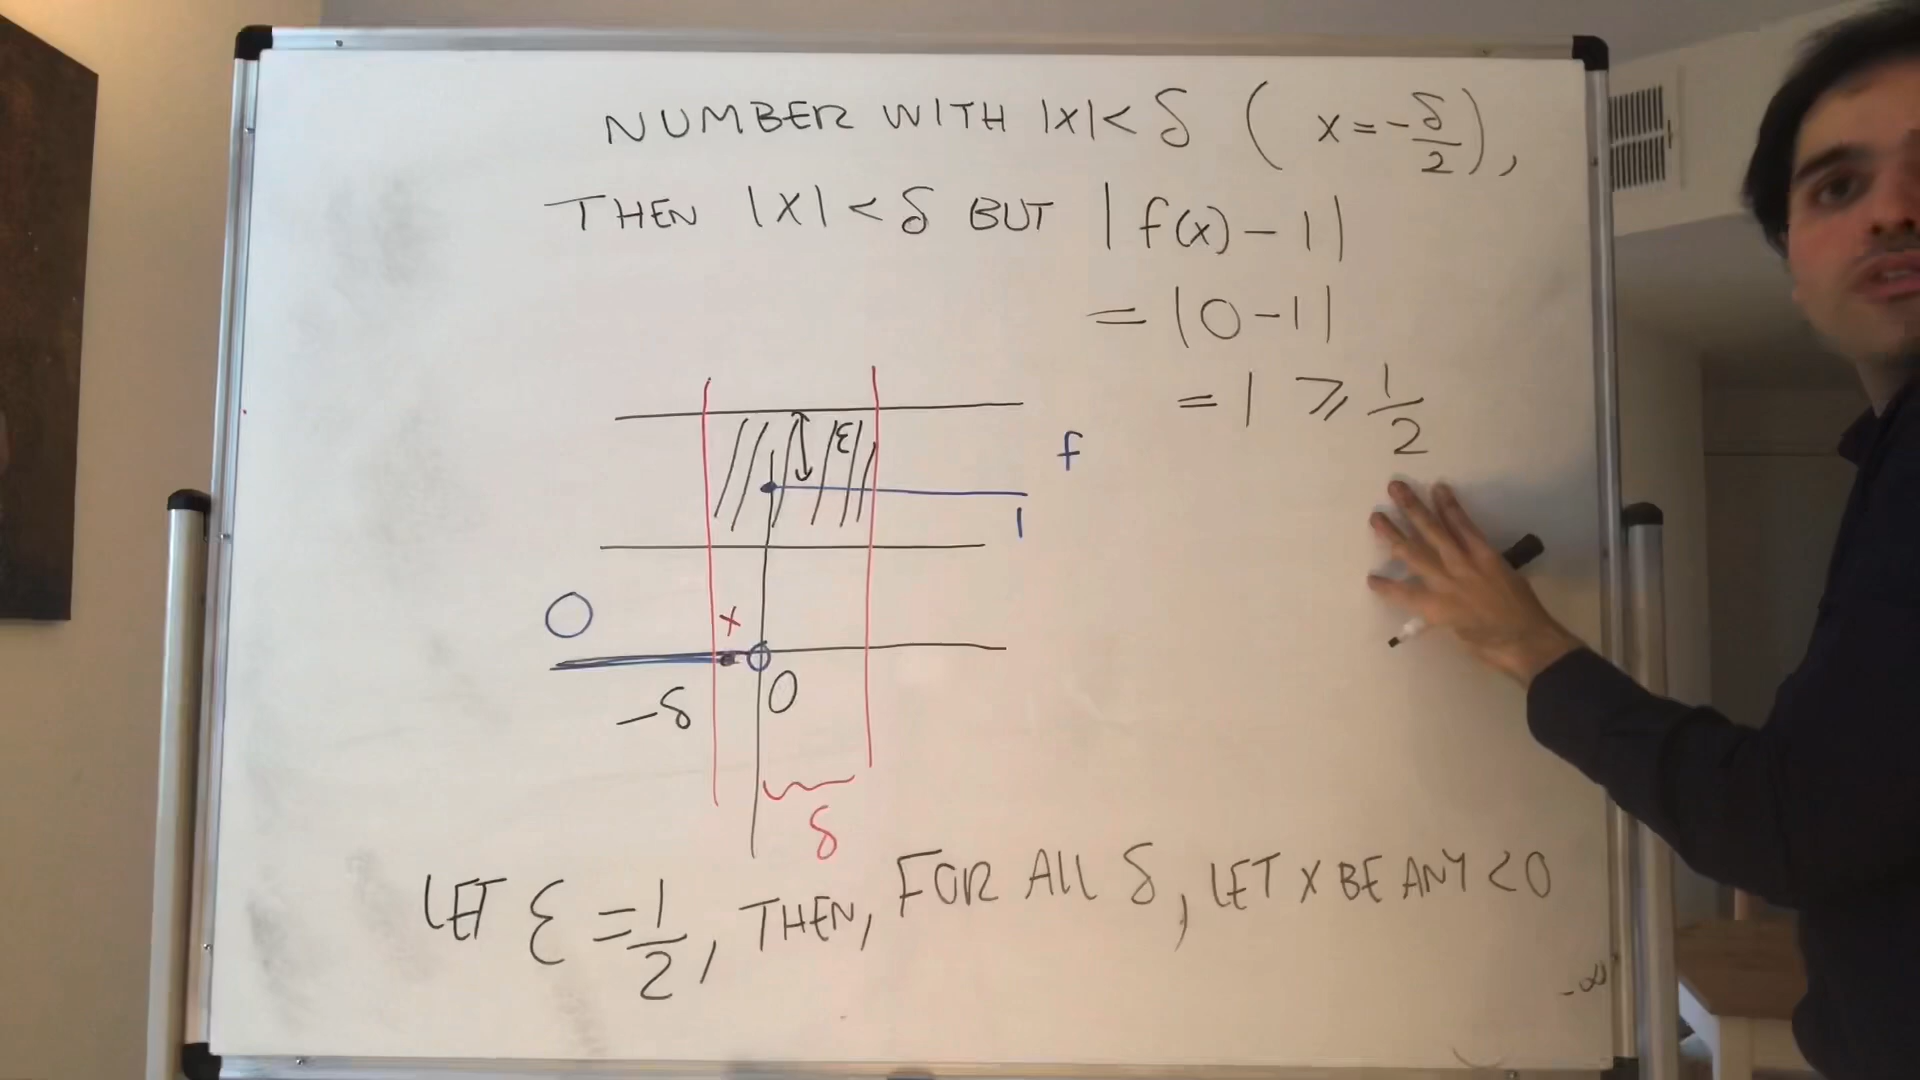 NUMBER WITH |x| < δ ( x = -δ/2 ),
THEN |x| < δ BUT | f(x) - 1 |
= | 0 - 1 |
= 1 ⩾ 1/2
ε
f
1
0
x
-δ
0
δ
LET ε = 1/2, THEN, FOR ALL δ, LET x BE ANY < 0
-∞